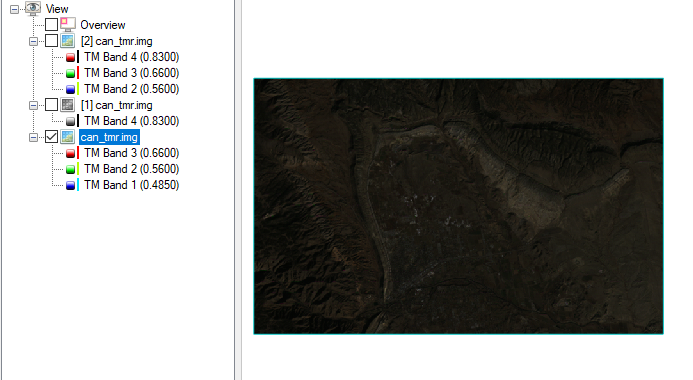 View
Overview
[2] can_tmr.img
TM Band 4 (0.8300)
TM Band 3 (0.6600)
TM Band 2 (0.5600)
[1] can_tmr.img
TM Band 4 (0.8300)
can_tmr.img
TM Band 3 (0.6600)
TM Band 2 (0.5600)
TM Band 1 (0.4850)